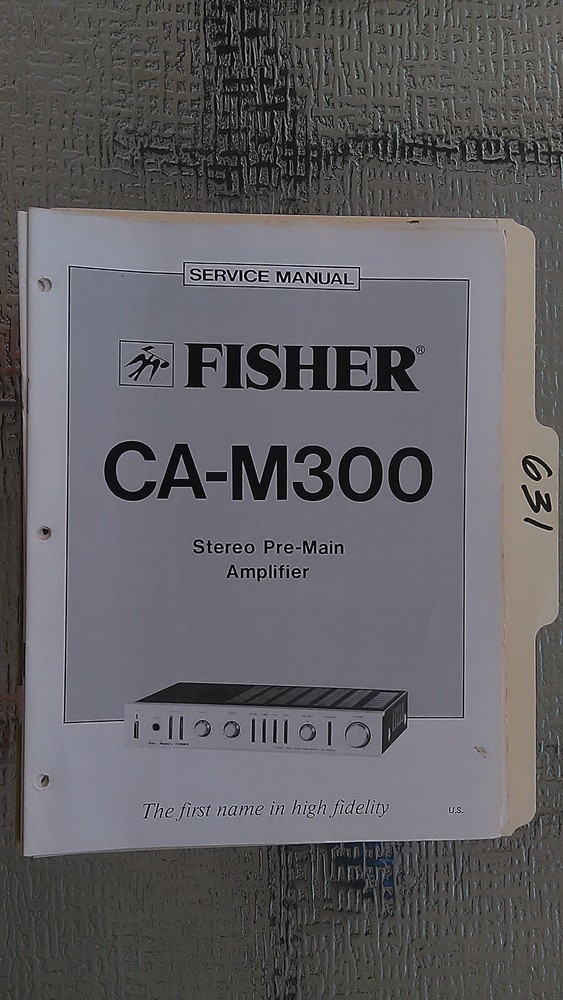 SERVICE MANUAL
FISHER®
CA-M300
Stereo Pre-Main
Amplifier
The first name in high fidelity
U.S.
631